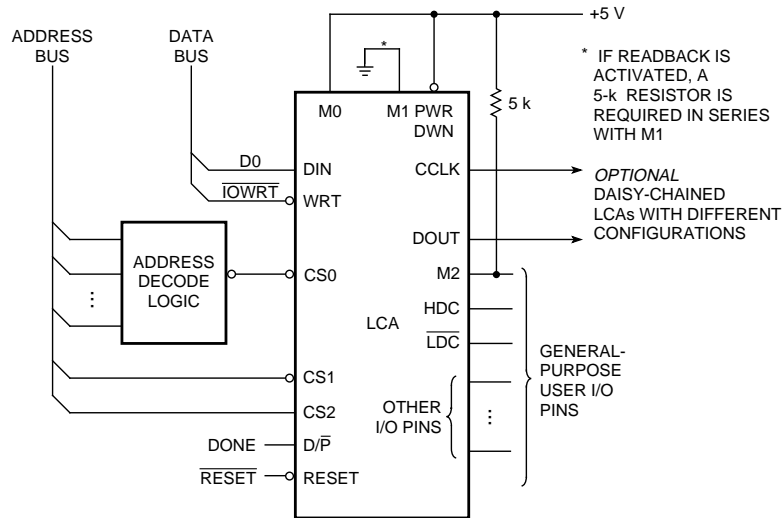 +5 V
ADDRESS
BUS
DATA
BUS
*
* IF READBACK IS
ACTIVATED, A
5-k RESISTOR IS
REQUIRED IN SERIES
WITH M1
M0
M1
PWR
DWN
5 k
D0
DIN
CCLK
IOWRT
WRT
OPTIONAL
DAISY-CHAINED
LCAs WITH DIFFERENT
CONFIGURATIONS
DOUT
ADDRESS
DECODE
LOGIC
...
CS0
M2
HDC
LCA
LDC
GENERAL-
PURPOSE
USER I/O
PINS
CS1
CS2
OTHER
I/O PINS
...
DONE
D/P
RESET
RESET